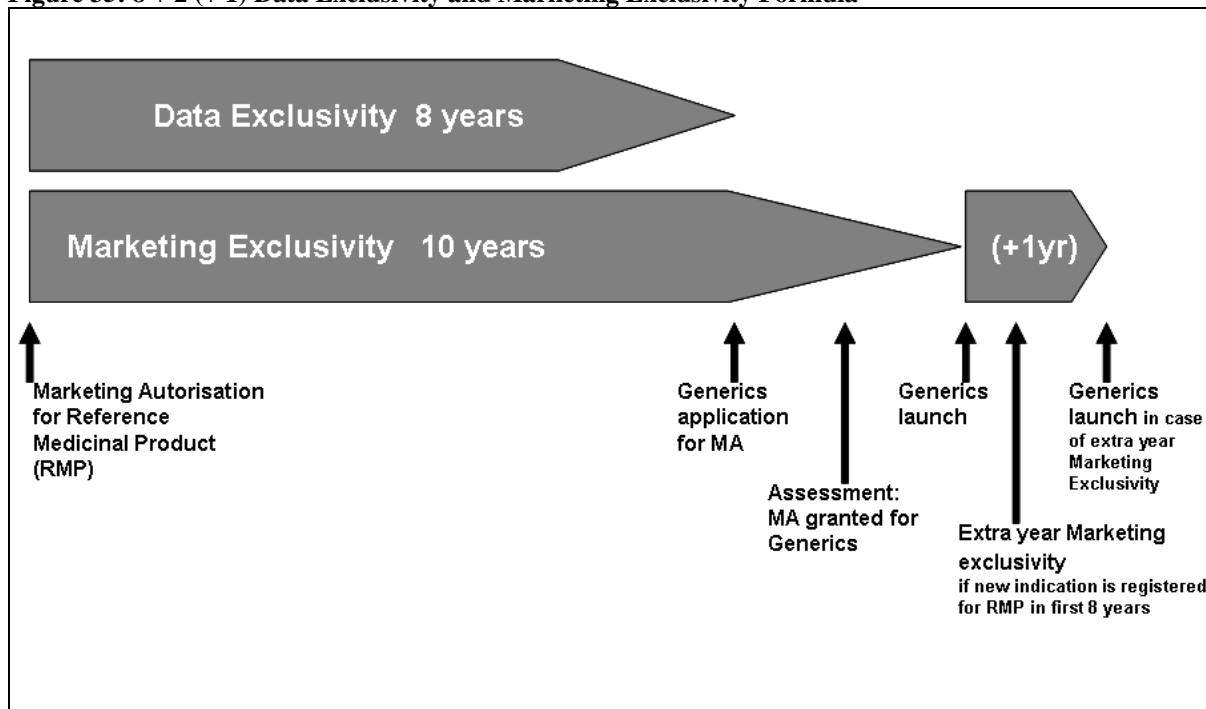 Data Exclusivity 8 years
Marketing Exclusivity 10 years
(+1yr)
Marketing Autorisation
for Reference
Medicinal Product
(RMP)
Generics
application
for MA
Assessment:
MA granted for
Generics
Generics
launch
Extra year Marketing
exclusivity
if new indication is registered
for RMP in first 8 years
Generics
launch in case
of extra year
Marketing
Exclusivity